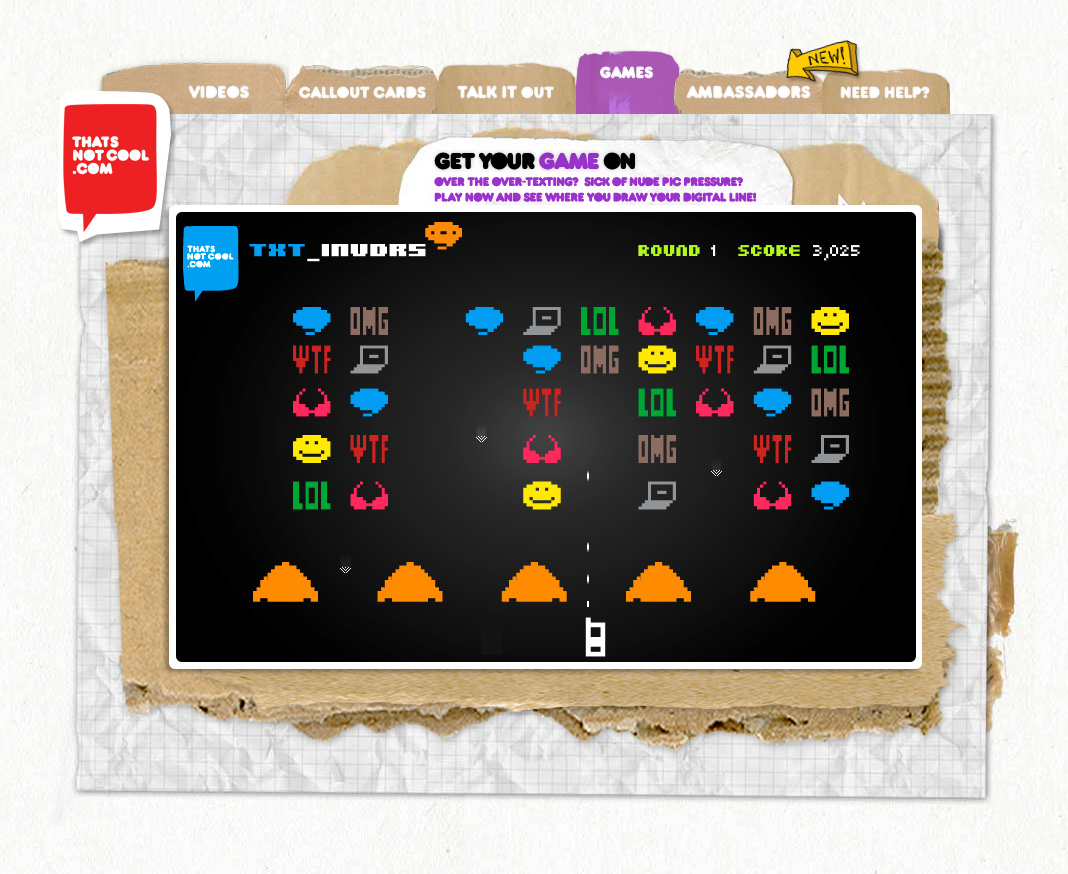 VIDEOS CALLOUT CARDS TALK IT OUT GAMES AMBASSADORS NEW! NEED HELP?
THATS
NOT COOL
.COM
GET YOUR GAME ON
OVER THE OVER-TEXTING? SICK OF NUDE PIC PRESSURE?
PLAY NOW AND SEE WHERE YOU DRAW YOUR DIGITAL LINE!
THATS
NOT COOL
.COM
TXT_INVDRS ROUND 1 SCORE 3,025
OMG LOL OMG
WTF OMG WTF LOL
WTF LOL OMG
WTF OMG WTF
LOL